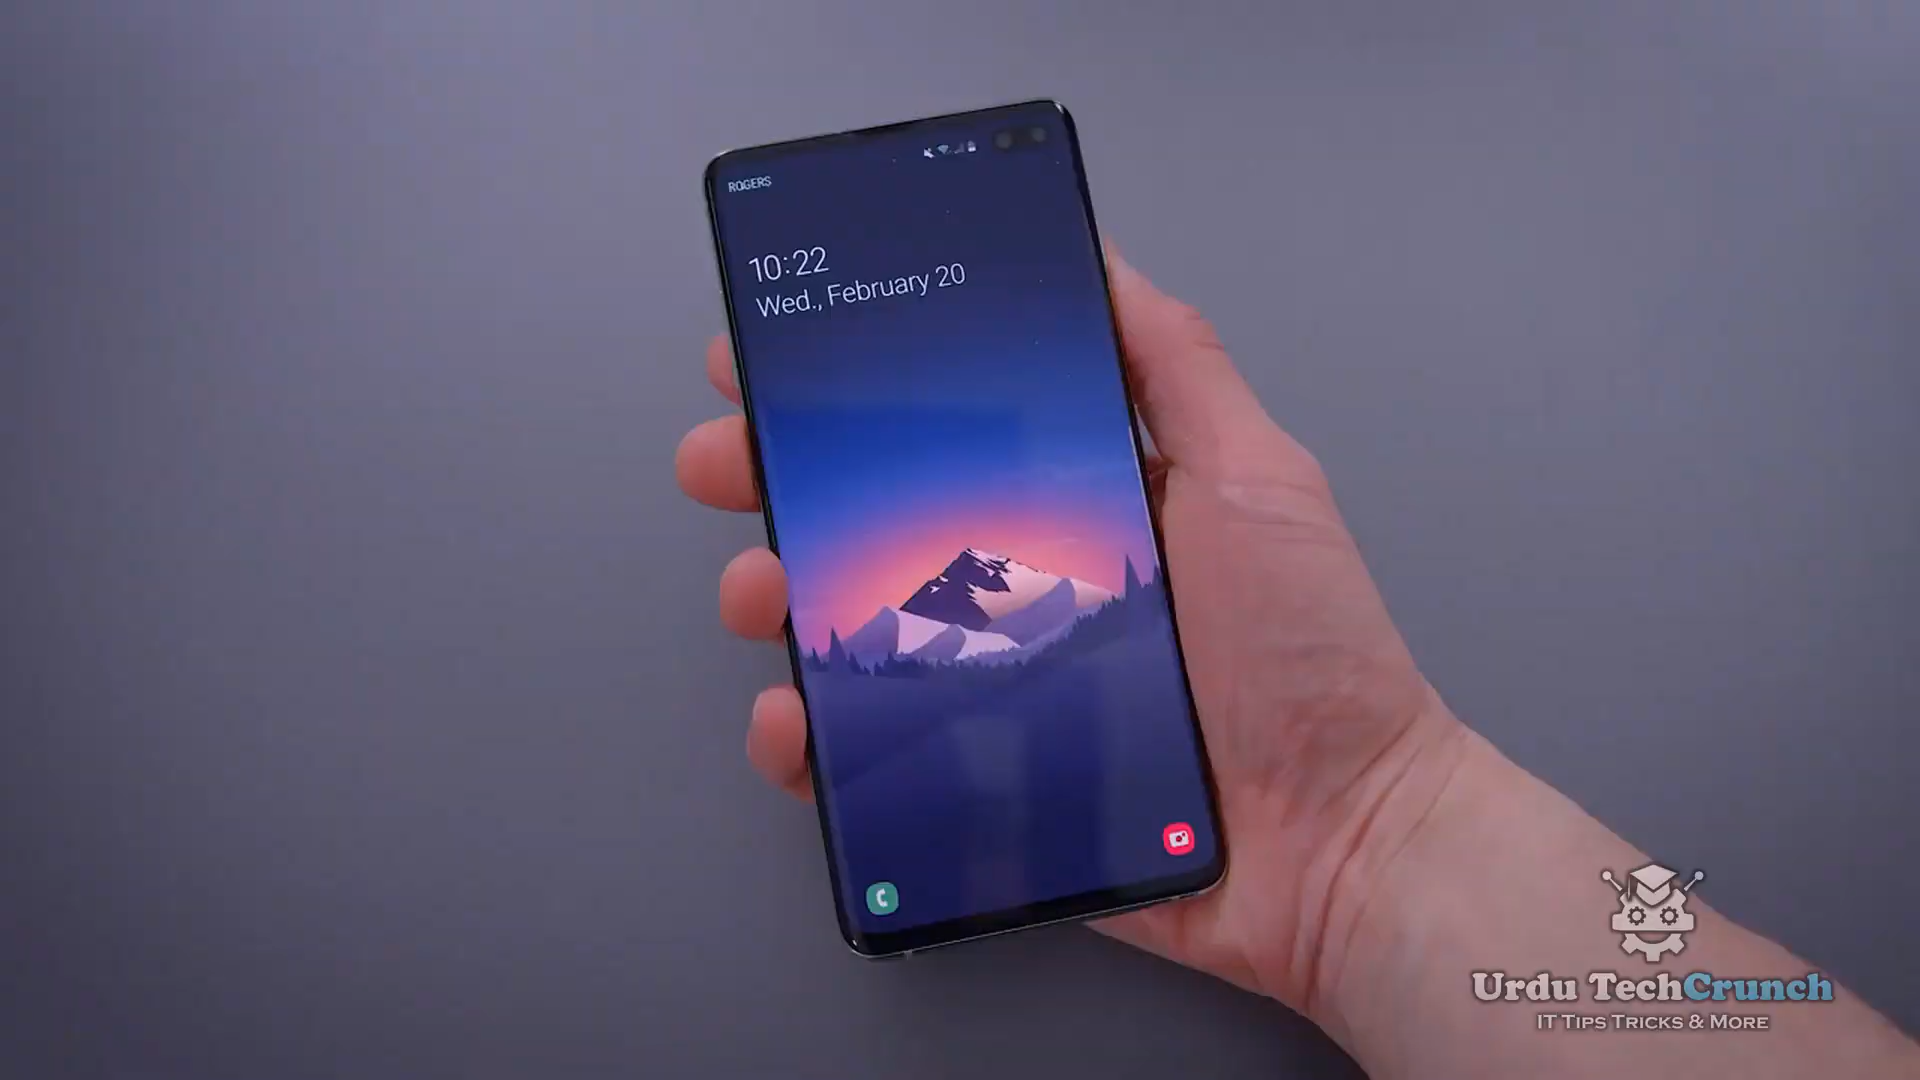 ROGERS
10:22
Wed., February 20
Urdu TechCrunch
IT TIPS TRICKS & MORE